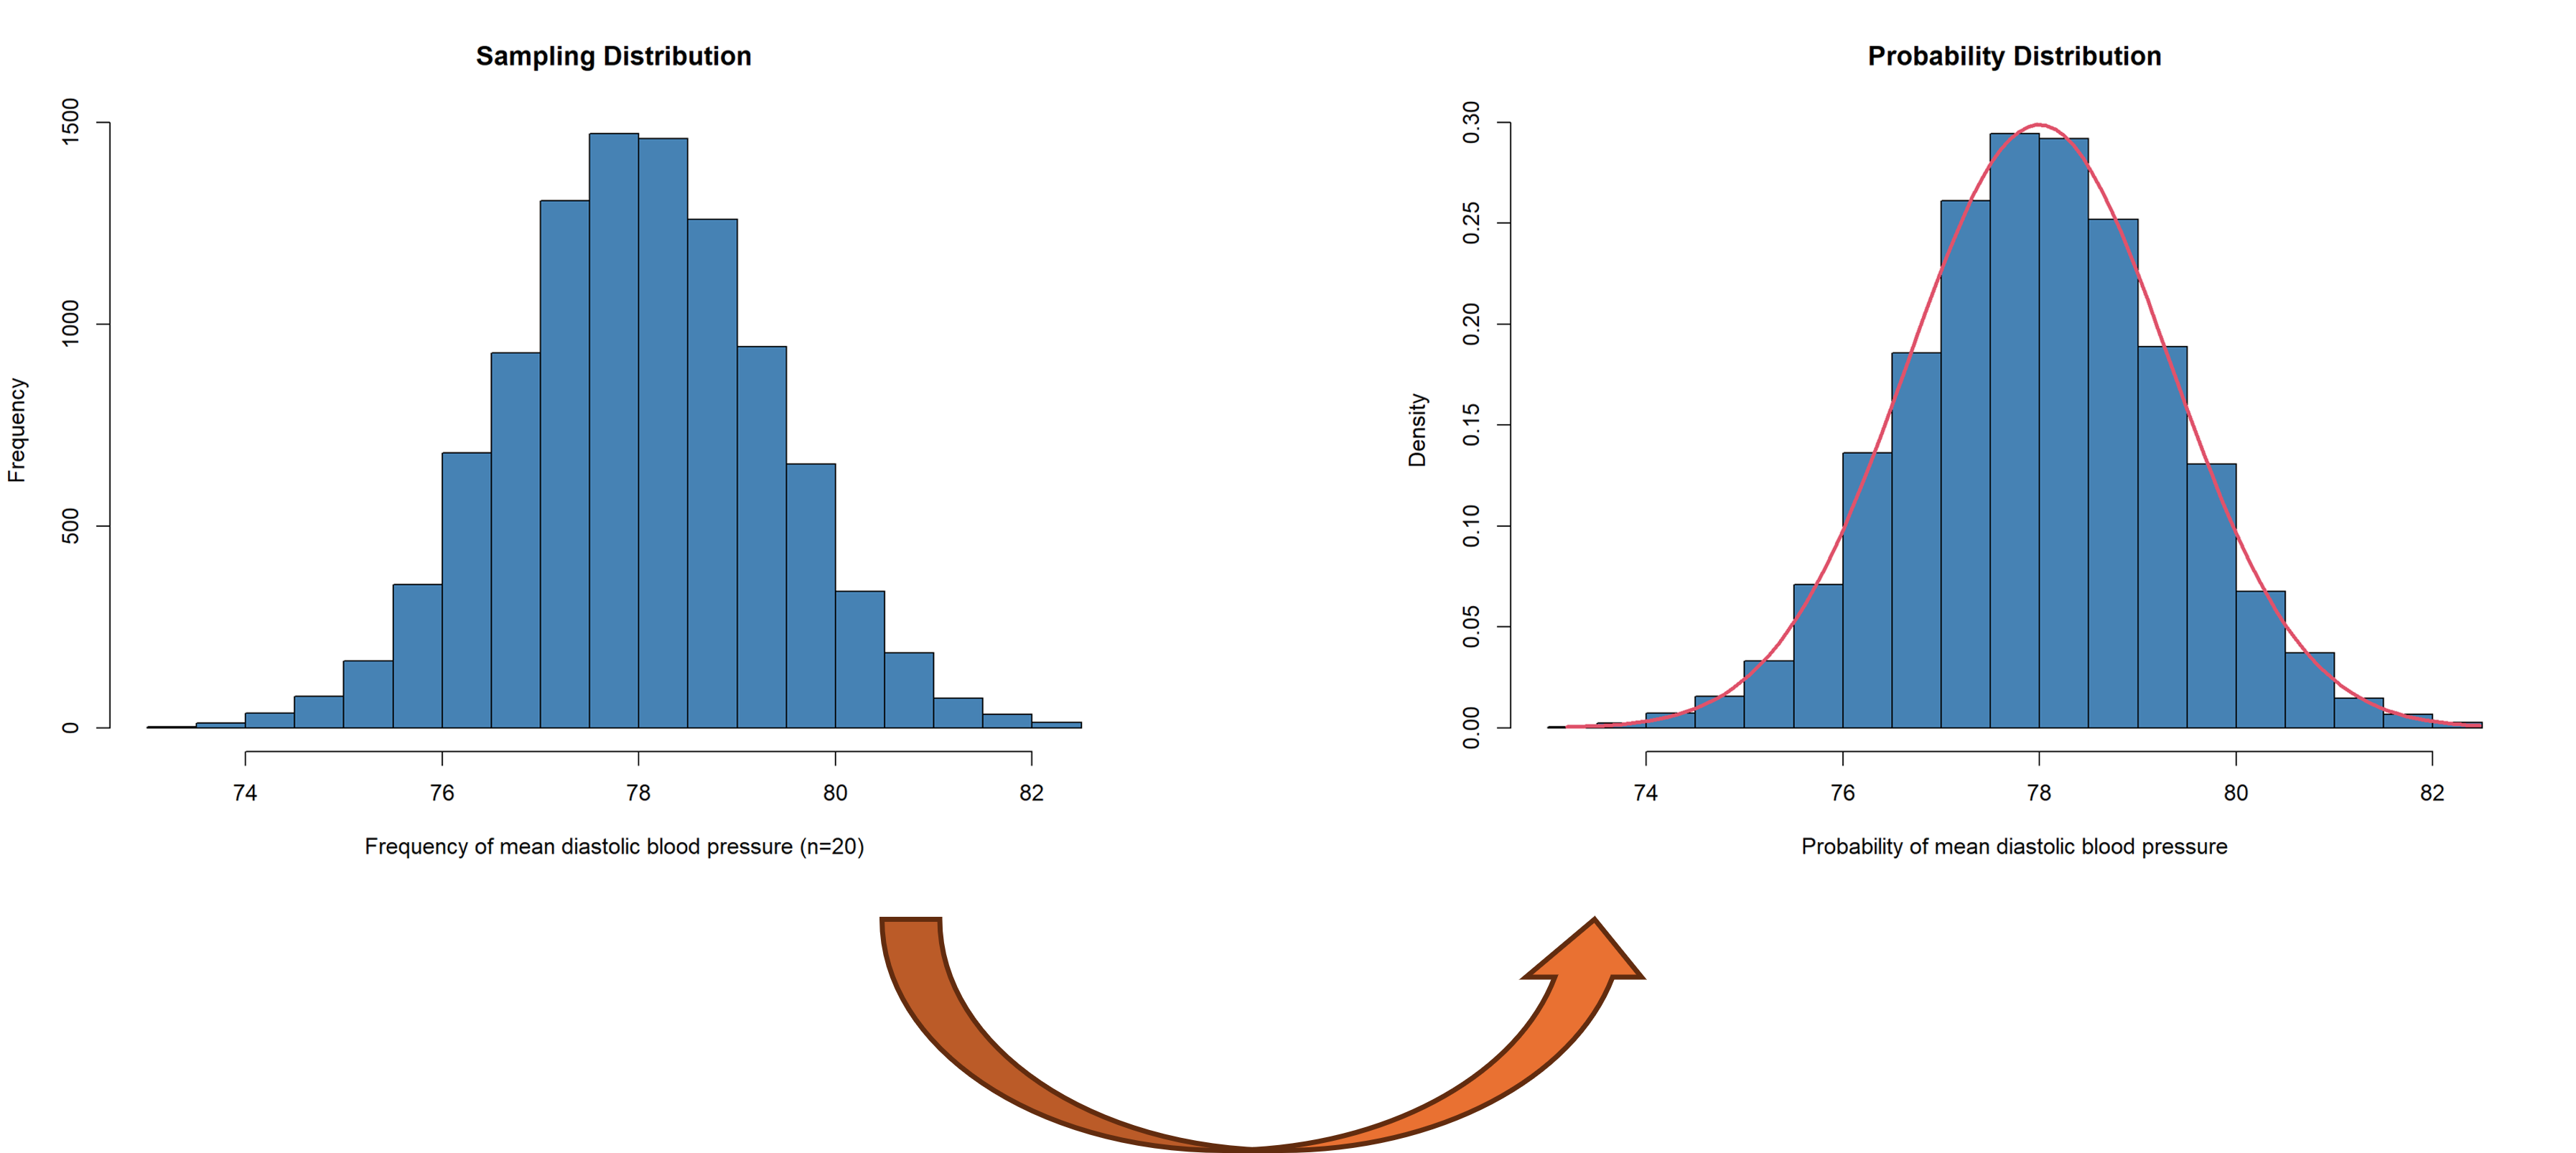 Sampling Distribution
1500
1000
500
0
Frequency
74 76 78 80 82
Frequency of mean diastolic blood pressure (n=20)
Probability Distribution
0.30
0.25
0.20
0.15
0.10
0.05
0.00
Density
74 76 78 80 82
Probability of mean diastolic blood pressure